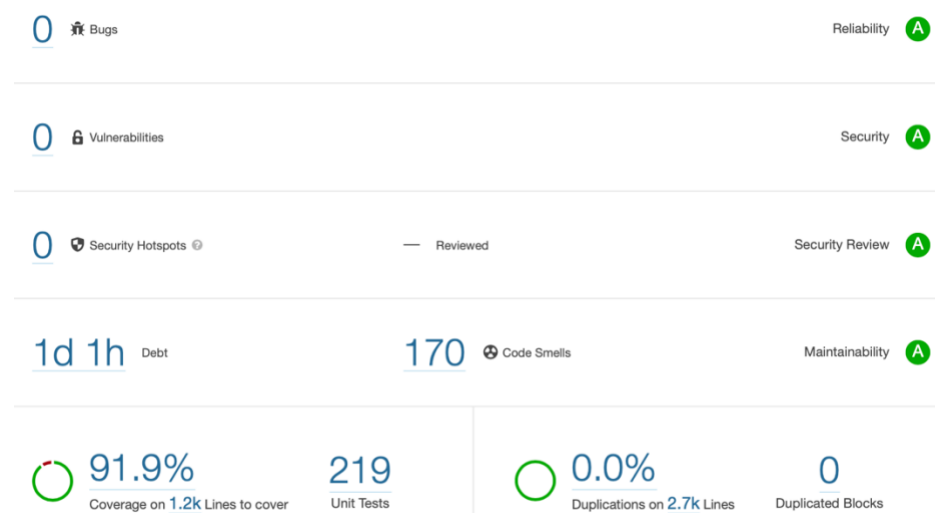 0 Bugs Reliability A
0 Vulnerabilities Security A
0 Security Hotspots ? — Reviewed Security Review A
1d 1h Debt 170 Code Smells Maintainability A
91.9% 219 0.0% 0
Coverage on 1.2k Lines to cover Unit Tests Duplications on 2.7k Lines Duplicated Blocks